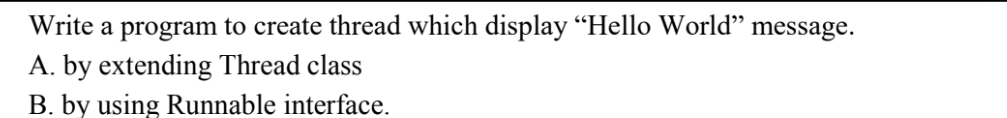 Write a program to create thread which display “Hello World” message.
A. by extending Thread class
B. by using Runnable interface.